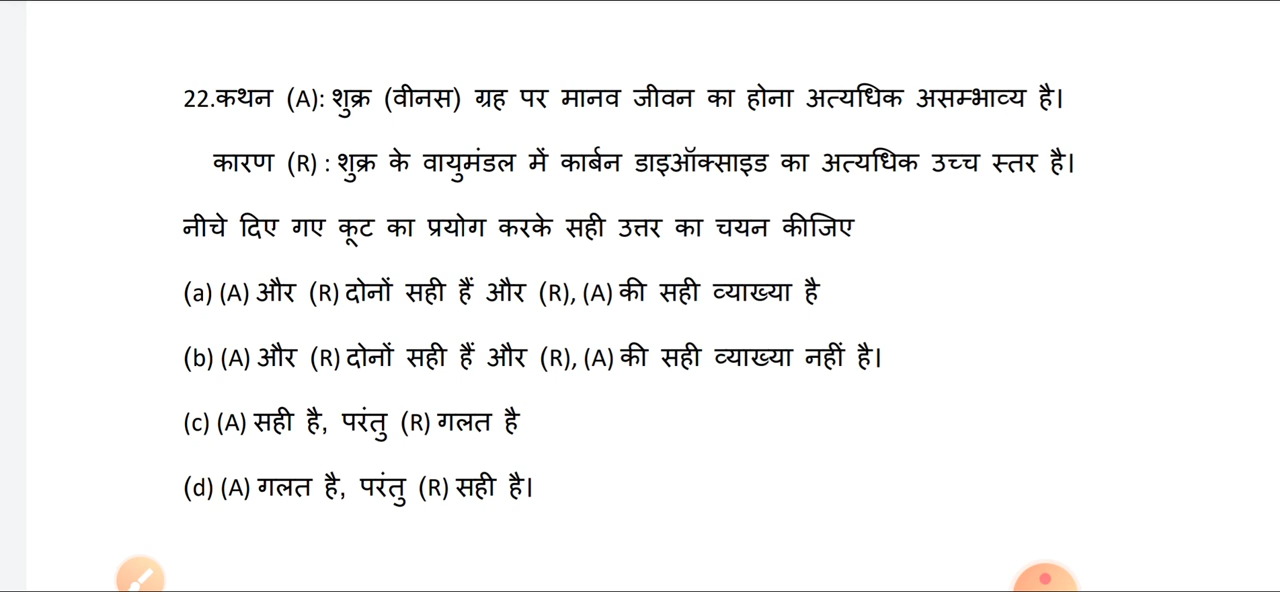 22.कथन (A): शुक्र (वीनस) ग्रह पर मानव जीवन का होना अत्यधिक असम्भाव्य है।
कारण (R) : शुक्र के वायुमंडल में कार्बन डाइऑक्साइड का अत्यधिक उच्च स्तर है।
नीचे दिए गए कूट का प्रयोग करके सही उत्तर का चयन कीजिए
(a) (A) और (R) दोनों सही हैं और (R), (A) की सही व्याख्या है
(b) (A) और (R) दोनों सही हैं और (R), (A) की सही व्याख्या नहीं है।
(c) (A) सही है, परंतु (R) गलत है
(d) (A) गलत है, परंतु (R) सही है।